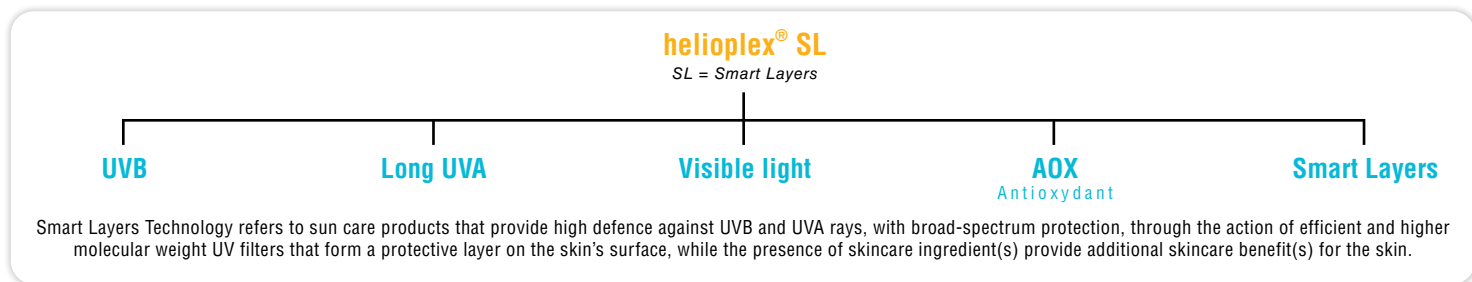 helioplex® SL
SL = Smart Layers
UVB
Long UVA
Visible light
AOX
Smart Layers
Antioxydant
Smart Layers Technology refers to sun care products that provide high defence against UVB and UVA rays, with broad-spectrum protection, through the action of efficient and higher
molecular weight UV filters that form a protective layer on the skin’s surface, while the presence of skincare ingredient(s) provide additional skincare benefit(s) for the skin.